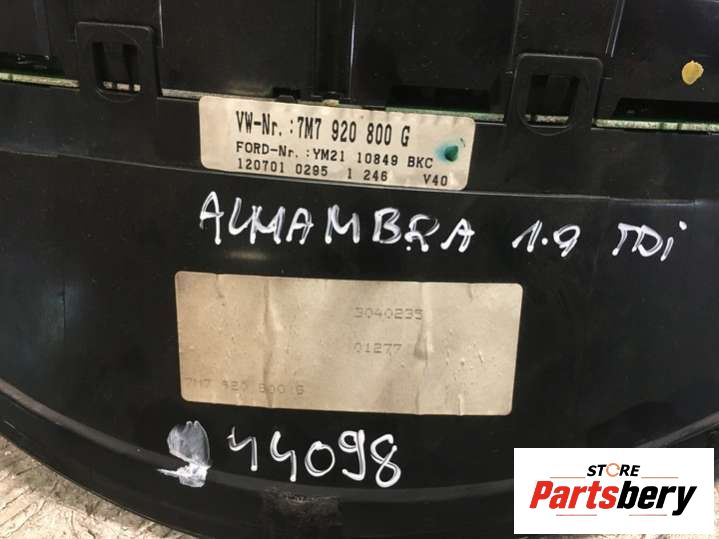 VW-Nr.:7M7 920 800 G
FORD-Nr.:YM21 10849 BKC
120701 0295 1 246 V40
ALHAMBRA 1.9 TDi
3040235
01277
7M7 920 800 G
44098
STORE
Partsbery